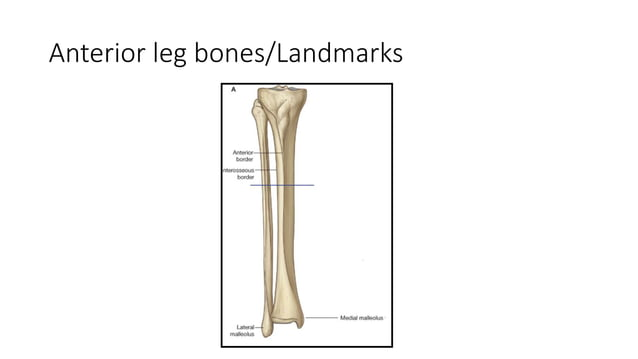 Anterior leg bones/Landmarks
A
Anterior
border
nterosseous
border
Medial malleolus
Lateral
malleolus